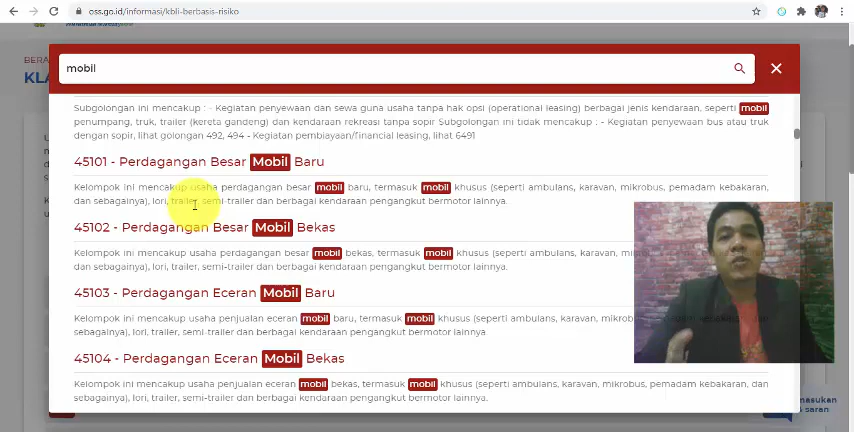 oss.go.id/informasi/kbli-berbasis-risiko
BERA
KLA
mobil
Subgolongan ini mencakup : - Kegiatan penyewaan dan sewa guna usaha tanpa hak opsi (operational leasing) berbagai jenis kendaraan, seperti mobil
penumpang, truk, trailer (kereta gandeng) dan kendaraan rekreasi tanpa sopir Subgolongan ini tidak mencakup : - Kegiatan penyewaan bus atau truk
dengan sopir, lihat golongan 492, 494 - Kegiatan pembiayaan/financial leasing, lihat 6491
45101 - Perdagangan Besar Mobil Baru
Kelompok ini mencakup usaha perdagangan besar mobil baru, termasuk mobil khusus (seperti ambulans, karavan, mikrobus, pemadam kebakaran,
dan sebagainya), lori, trailer, semi-trailer dan berbagai kendaraan pengangkut bermotor lainnya.
45102 - Perdagangan Besar Mobil Bekas
Kelompok ini mencakup usaha perdagangan besar mobil bekas, termasuk mobil khusus (seperti ambulans, karavan,
dan sebagainya), lori, trailer, semi-trailer dan berbagai kendaraan pengangkut bermotor lainnya.
45103 - Perdagangan Eceran Mobil Baru
Kelompok ini mencakup usaha penjualan eceran mobil baru, termasuk mobil khusus (seperti ambulans, karavan,
sebagainya), lori, trailer, semi-trailer dan berbagai kendaraan pengangkut bermotor lainnya.
45104 - Perdagangan Eceran Mobil Bekas
Kelompok ini mencakup usaha penjualan eceran mobil bekas, termasuk mobil khusus (seperti ambulans, karavan, mikrobus, pemadam kebakaran, dan
sebagainya), lori, trailer, semi-trailer dan berbagai kendaraan pengangkut bermotor lainnya.
masukan
saran